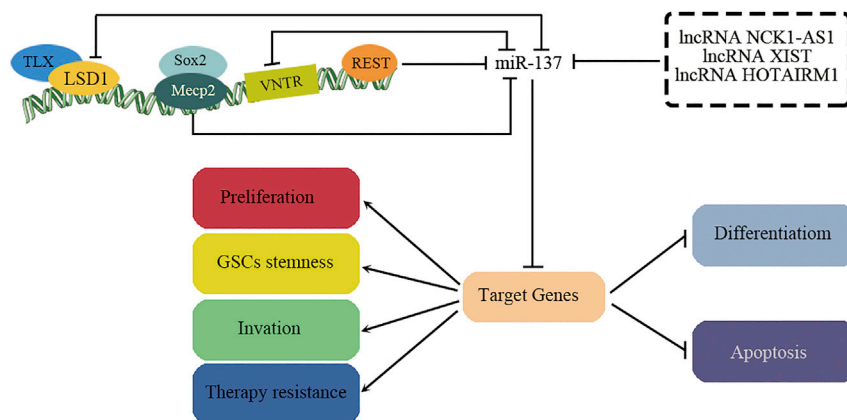 TLX
LSD1
Sox2
Mecp2
VNTR
REST
miR-137
lncRNA NCK1-AS1
lncRNA XIST
lncRNA HOTAIRM1
Preliferation
GSCs stemness
Invation
Therapy resistance
Target Genes
Differentiatiom
Apoptosis